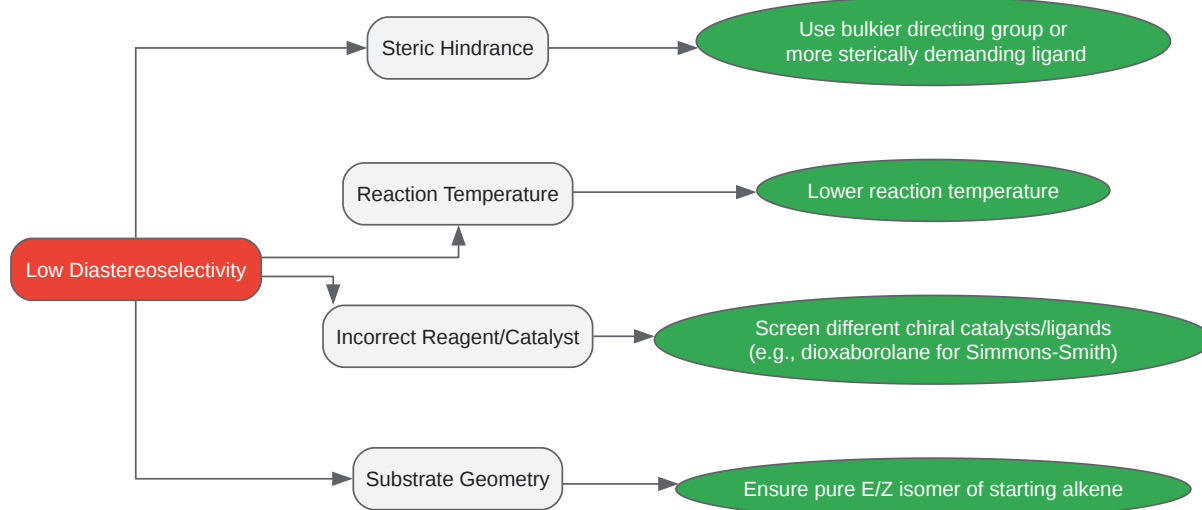 Steric Hindrance
Use bulkier directing group or
more sterically demanding ligand
Reaction Temperature
Lower reaction temperature
Low Diastereoselectivity
Incorrect Reagent/Catalyst
Screen different chiral catalysts/ligands
(e.g., dioxaborolane for Simmons-Smith)
Substrate Geometry
Ensure pure E/Z isomer of starting alkene